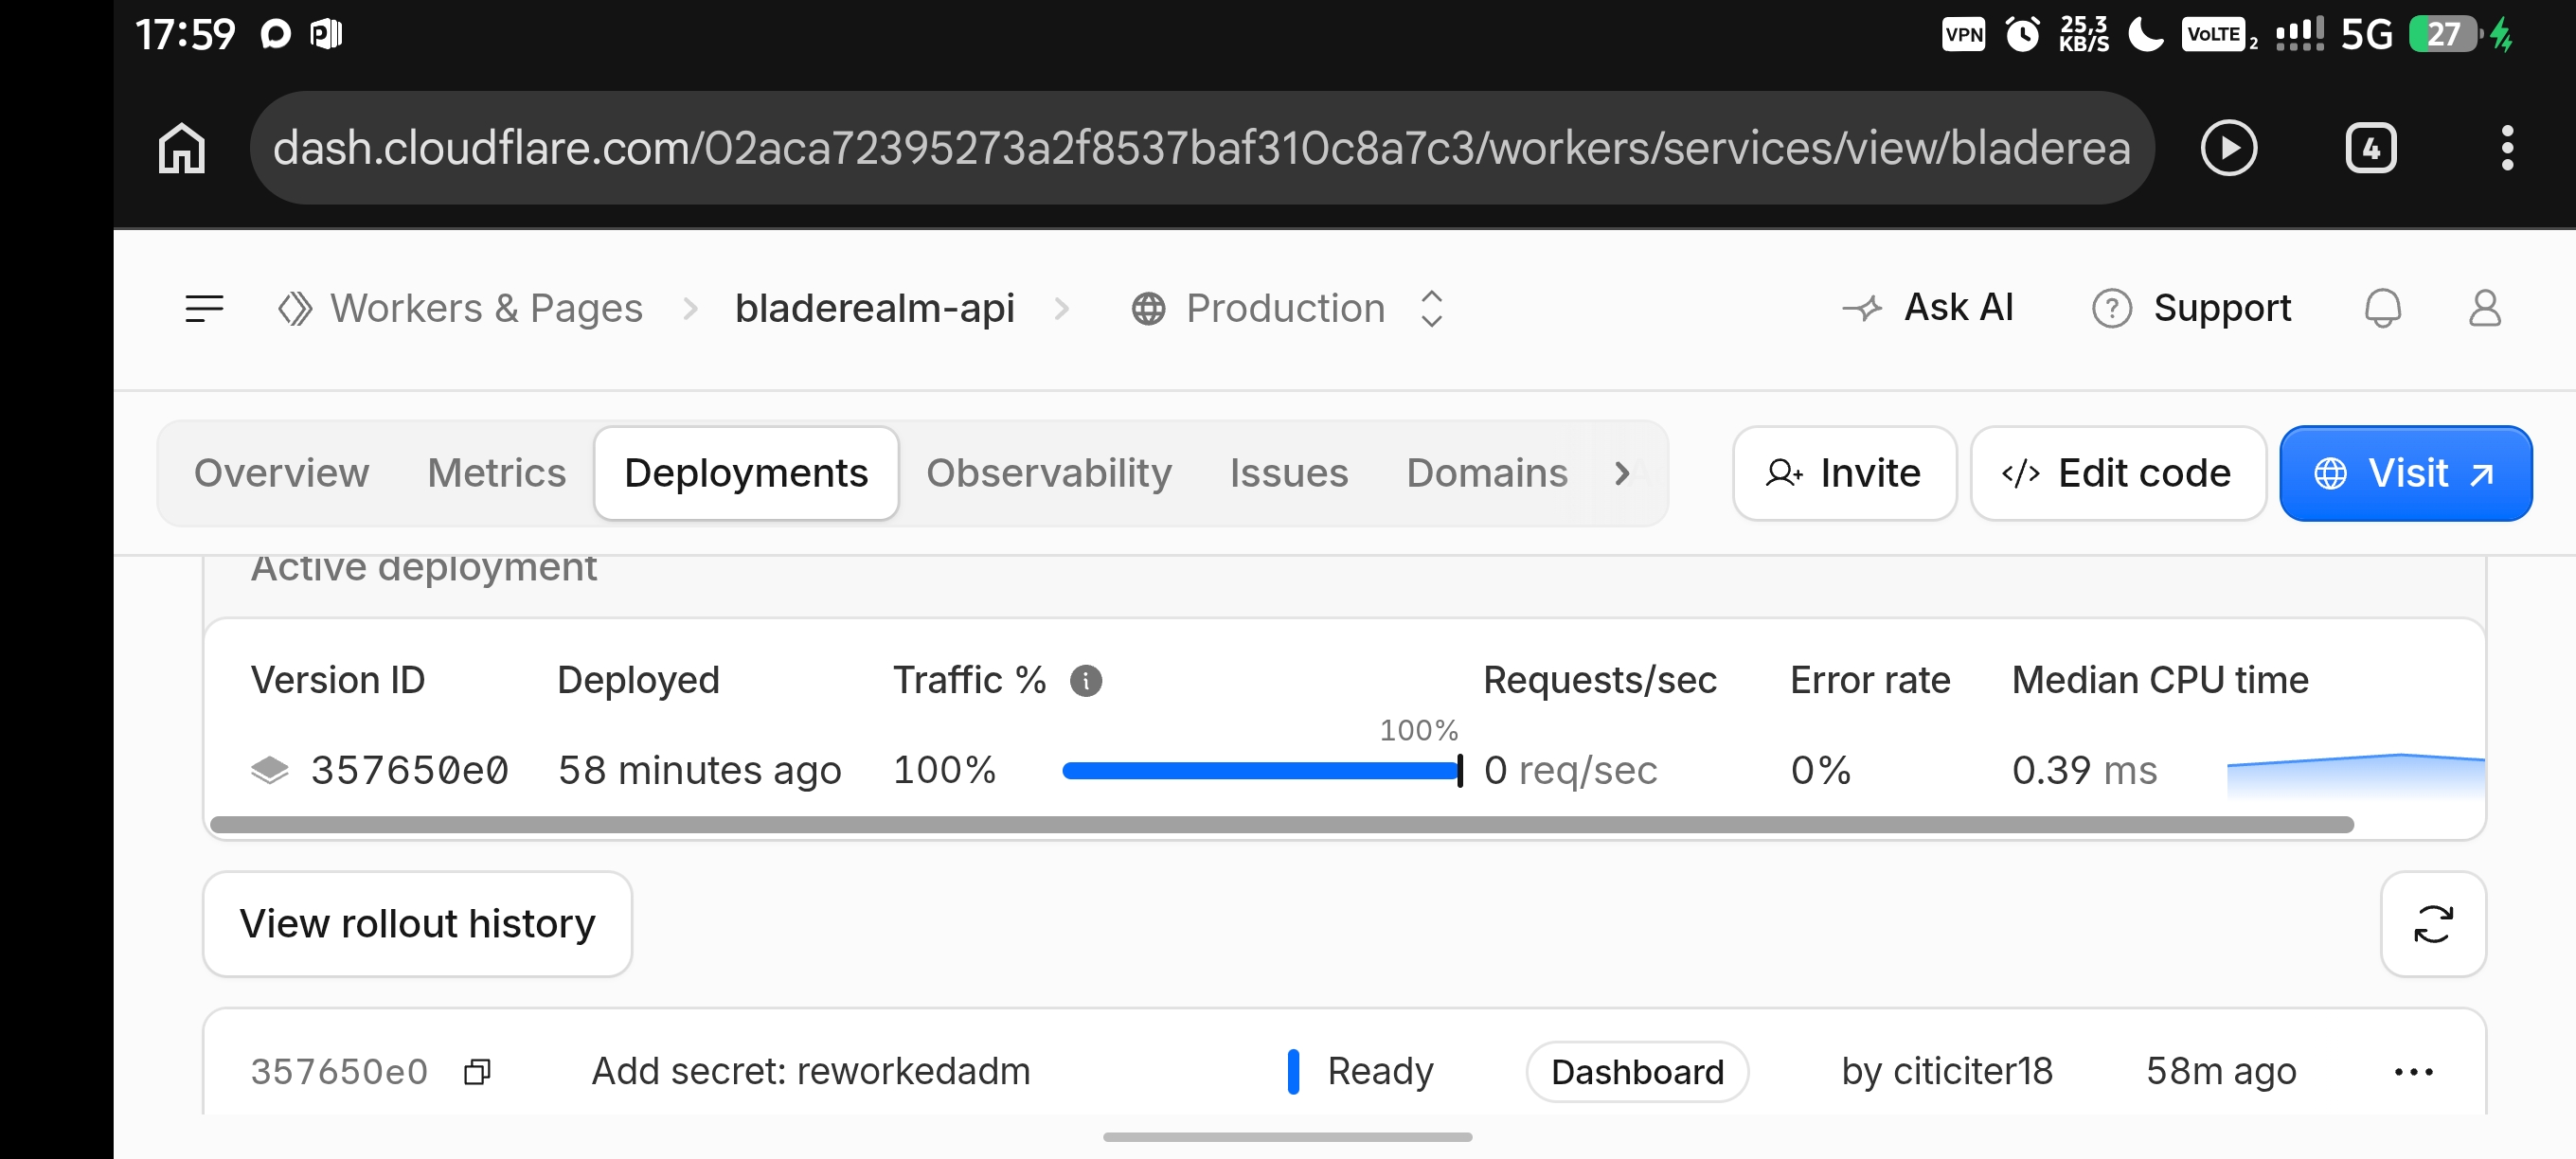 17:59 VPN 25,3 KB/S VoLTE 2 5G 27
dash.cloudflare.com/02aca72395273a2f8537baf310c8a7c3/workers/services/view/bladerea 4
Workers & Pages bladerealm-api Production Ask AI Support
Overview Metrics Deployments Observability Issues Domains Invite Edit code Visit
Active deployment
Version ID Deployed Traffic % Requests/sec Error rate Median CPU time
100%
357650e0 58 minutes ago 100% 0 req/sec 0% 0.39 ms
View rollout history
357650e0 Add secret: reworkedadm Ready Dashboard by citiciter18 58m ago